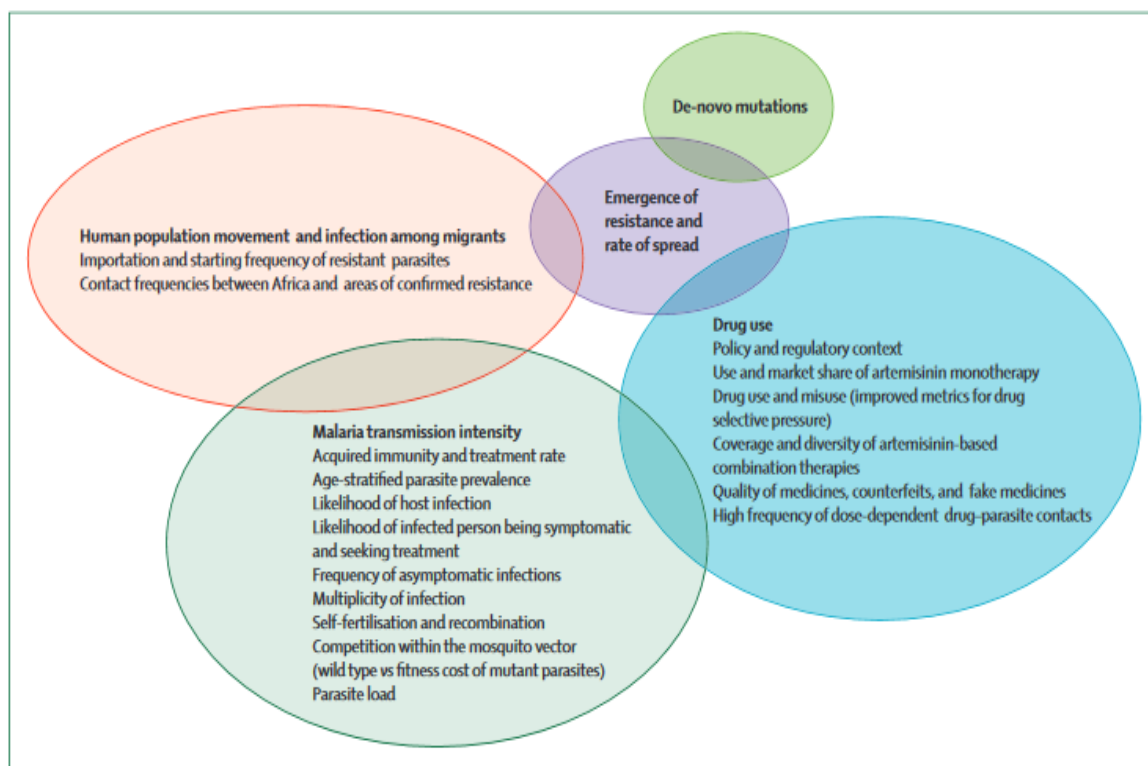 De-novo mutations
Emergence of
resistance and
rate of spread
Human population movement and infection among migrants
Importation and starting frequency of resistant parasites
Contact frequencies between Africa and areas of confirmed resistance
Drug use
Policy and regulatory context
Use and market share of artemisinin monotherapy
Drug use and misuse (improved metrics for drug
selective pressure)
Coverage and diversity of artemisinin-based
combination therapies
Quality of medicines, counterfeits, and fake medicines
High frequency of dose-dependent drug–parasite contacts
Malaria transmission intensity
Acquired immunity and treatment rate
Age-stratified parasite prevalence
Likelihood of host infection
Likelihood of infected person being symptomatic
and seeking treatment
Frequency of asymptomatic infections
Multiplicity of infection
Self-fertilisation and recombination
Competition within the mosquito vector
(wild type vs fitness cost of mutant parasites)
Parasite load